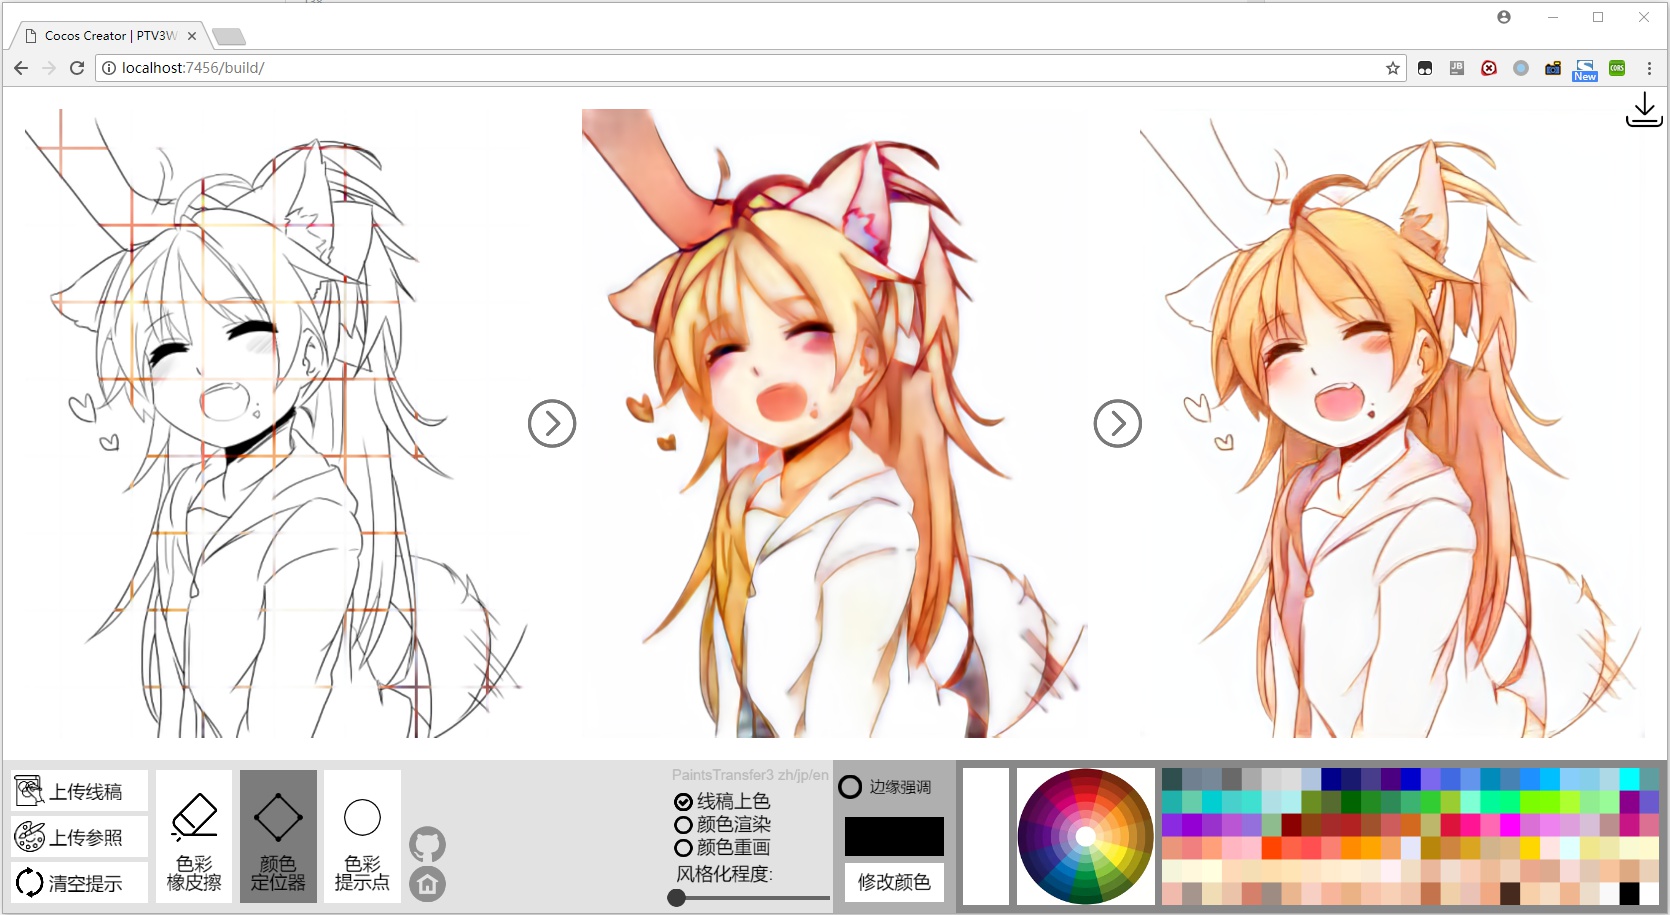 Cocos Creator | PTV3W
localhost:7456/build/
JB
New
CORS
上传线稿
上传参照
清空提示
色彩
橡皮擦
颜色
定位器
色彩
提示点
PaintsTransfer3 zh/jp/en
线稿上色
颜色渲染
颜色重画
风格化程度:
边缘强调
修改颜色